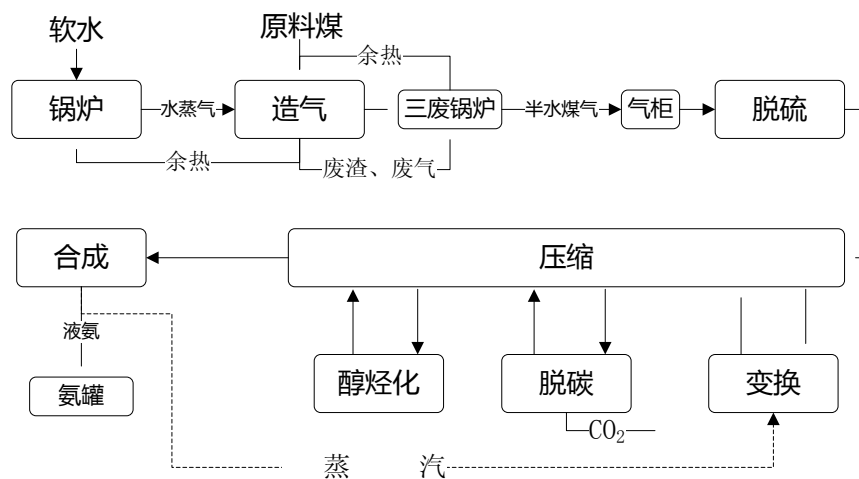 软水
原料煤
余热
锅炉
水蒸气
造气
三废锅炉
半水煤气
气柜
脱硫
余热
废渣、废气
合成
压缩
液氨
氨罐
醇烃化
脱碳
变换
CO₂
蒸 汽